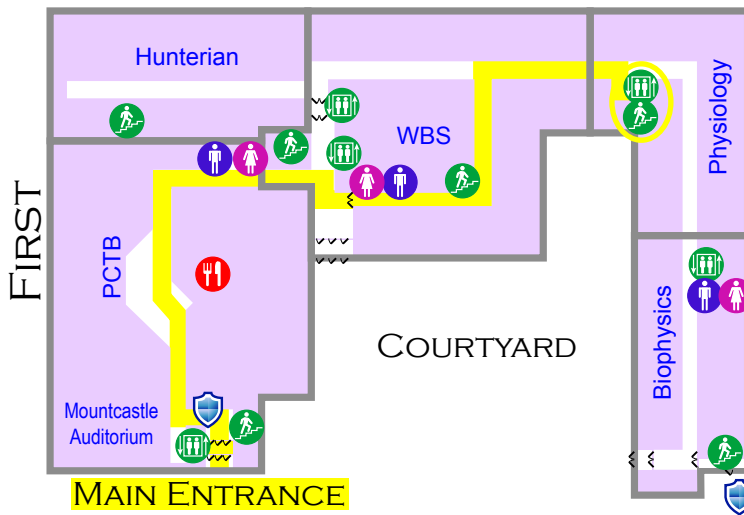 Hunterian
WBS
Physiology
FIRST
PCTB
Biophysics
COURTYARD
Mountcastle
Auditorium
MAIN ENTRANCE